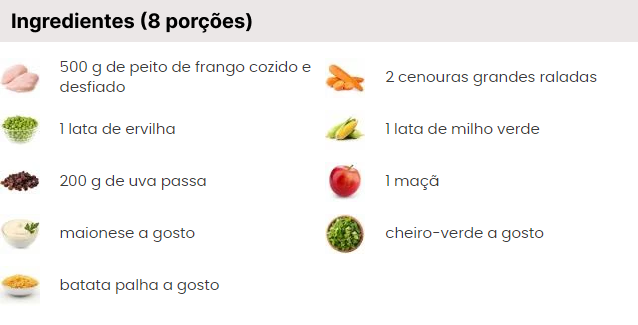 Ingredientes (8 porções)
500 g de peito de frango cozido e
desfiado
2 cenouras grandes raladas
1 lata de ervilha
1 lata de milho verde
200 g de uva passa
1 maçã
maionese a gosto
cheiro-verde a gosto
batata palha a gosto